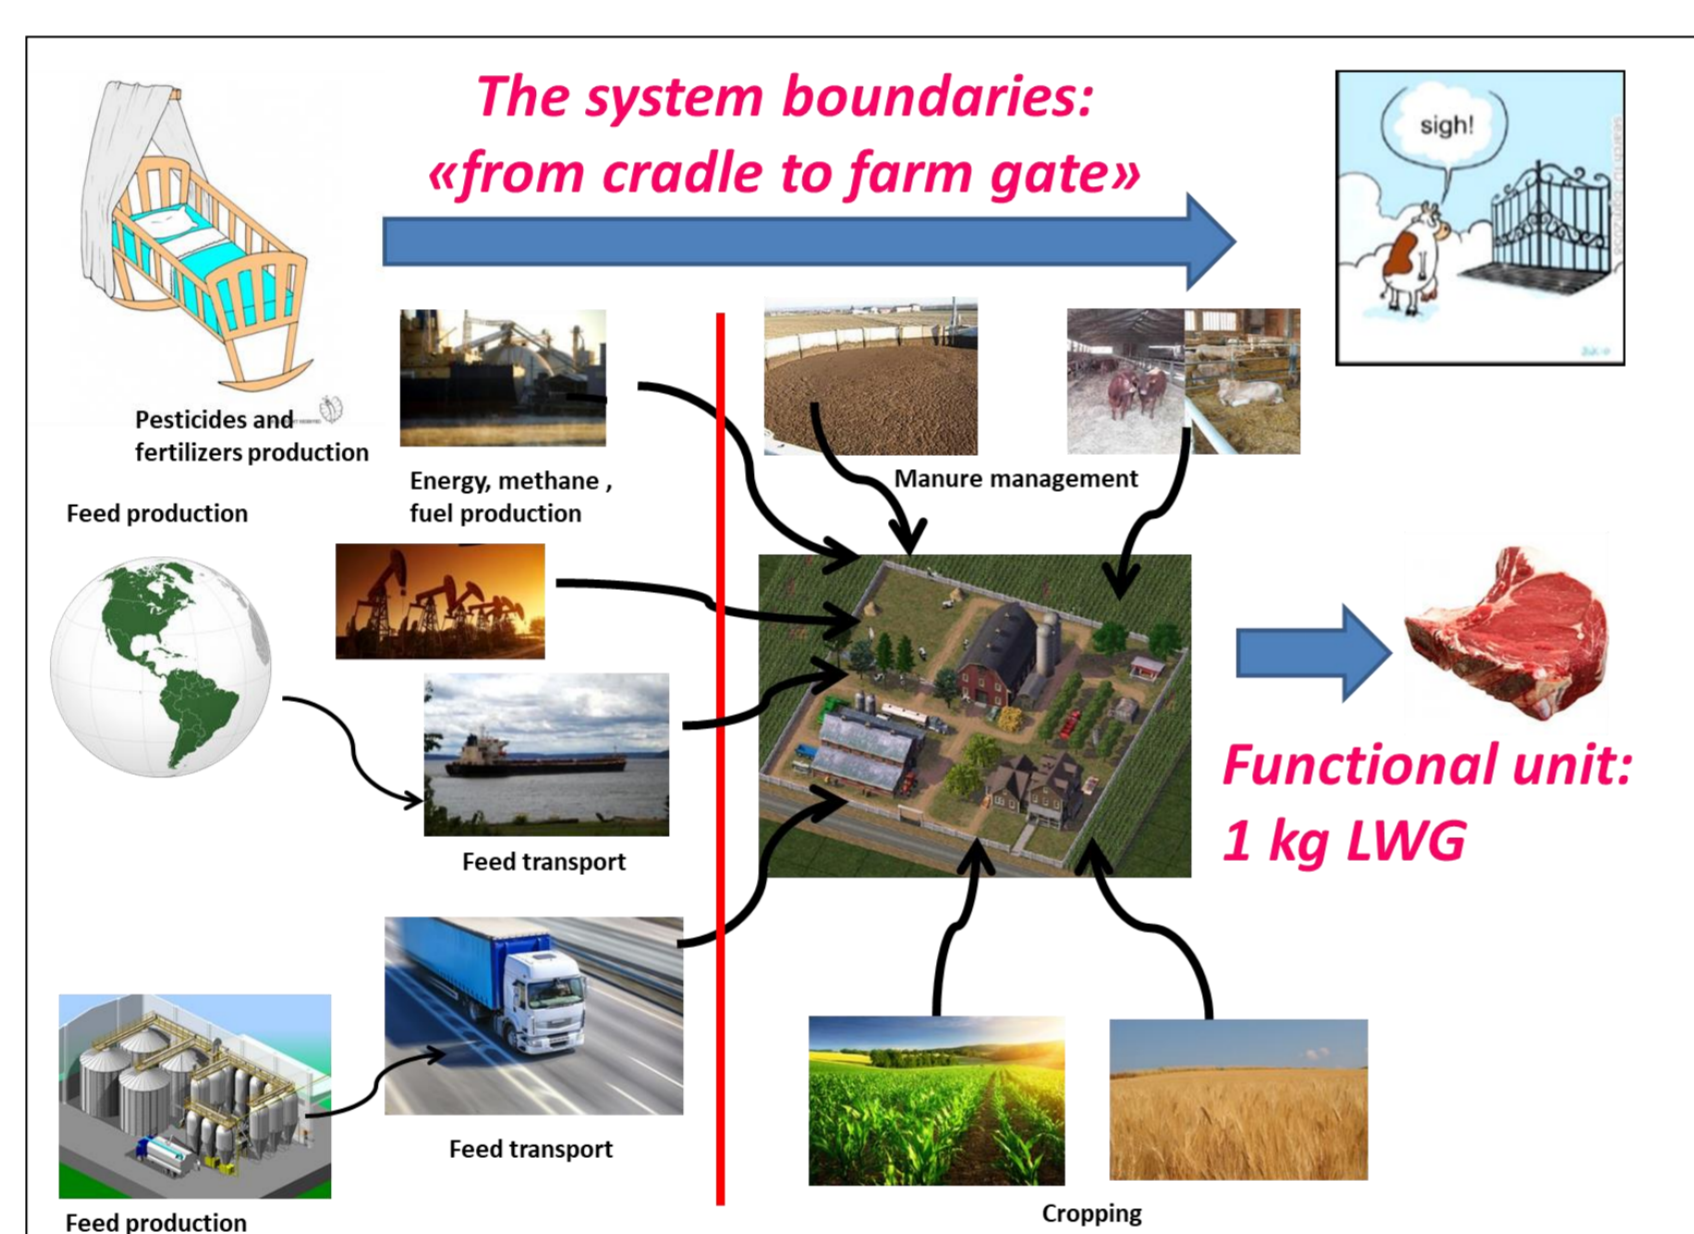 The system boundaries:
«from cradle to farm gate»
sigh!
Pesticides and
fertilizers production
Energy, methane ,
fuel production
Manure management
Feed production
Feed transport
Functional unit:
1 kg LWG
Feed transport
Feed production
Cropping